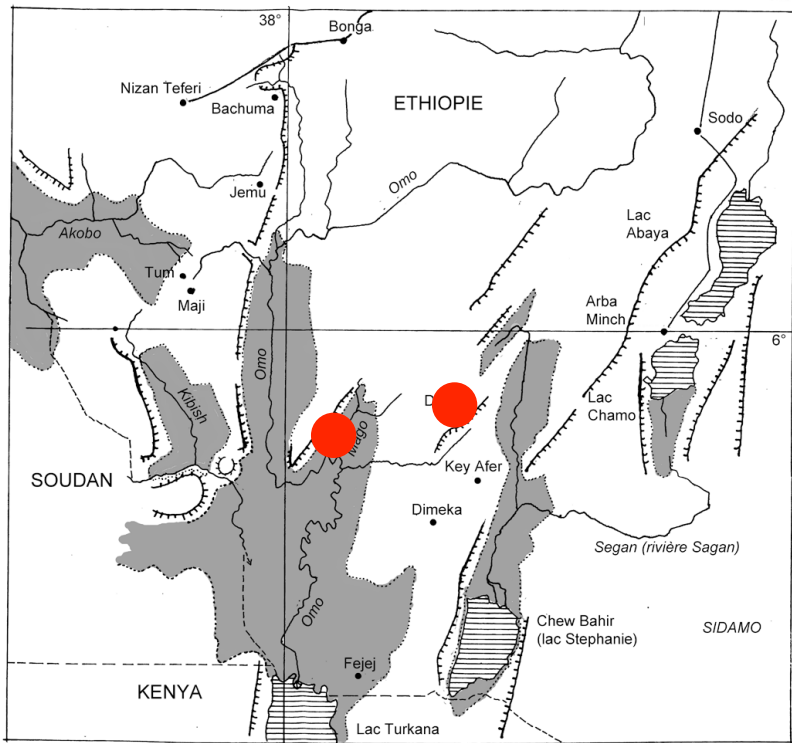 38°
Bonga
Nizan Teferi
Bachuma
ETHIOPIE
Sodo
Jemu
Omo
Akobo
Lac
Abaya
Tum
Maji
Arba
Minch
6°
Omo
Kibish
Lac
Chamo
Mago
SOUDAN
Key Afer
Dimeka
Segan (rivière Sagan)
Omo
Chew Bahir
(lac Stephanie)
SIDAMO
Fejej
KENYA
Lac Turkana